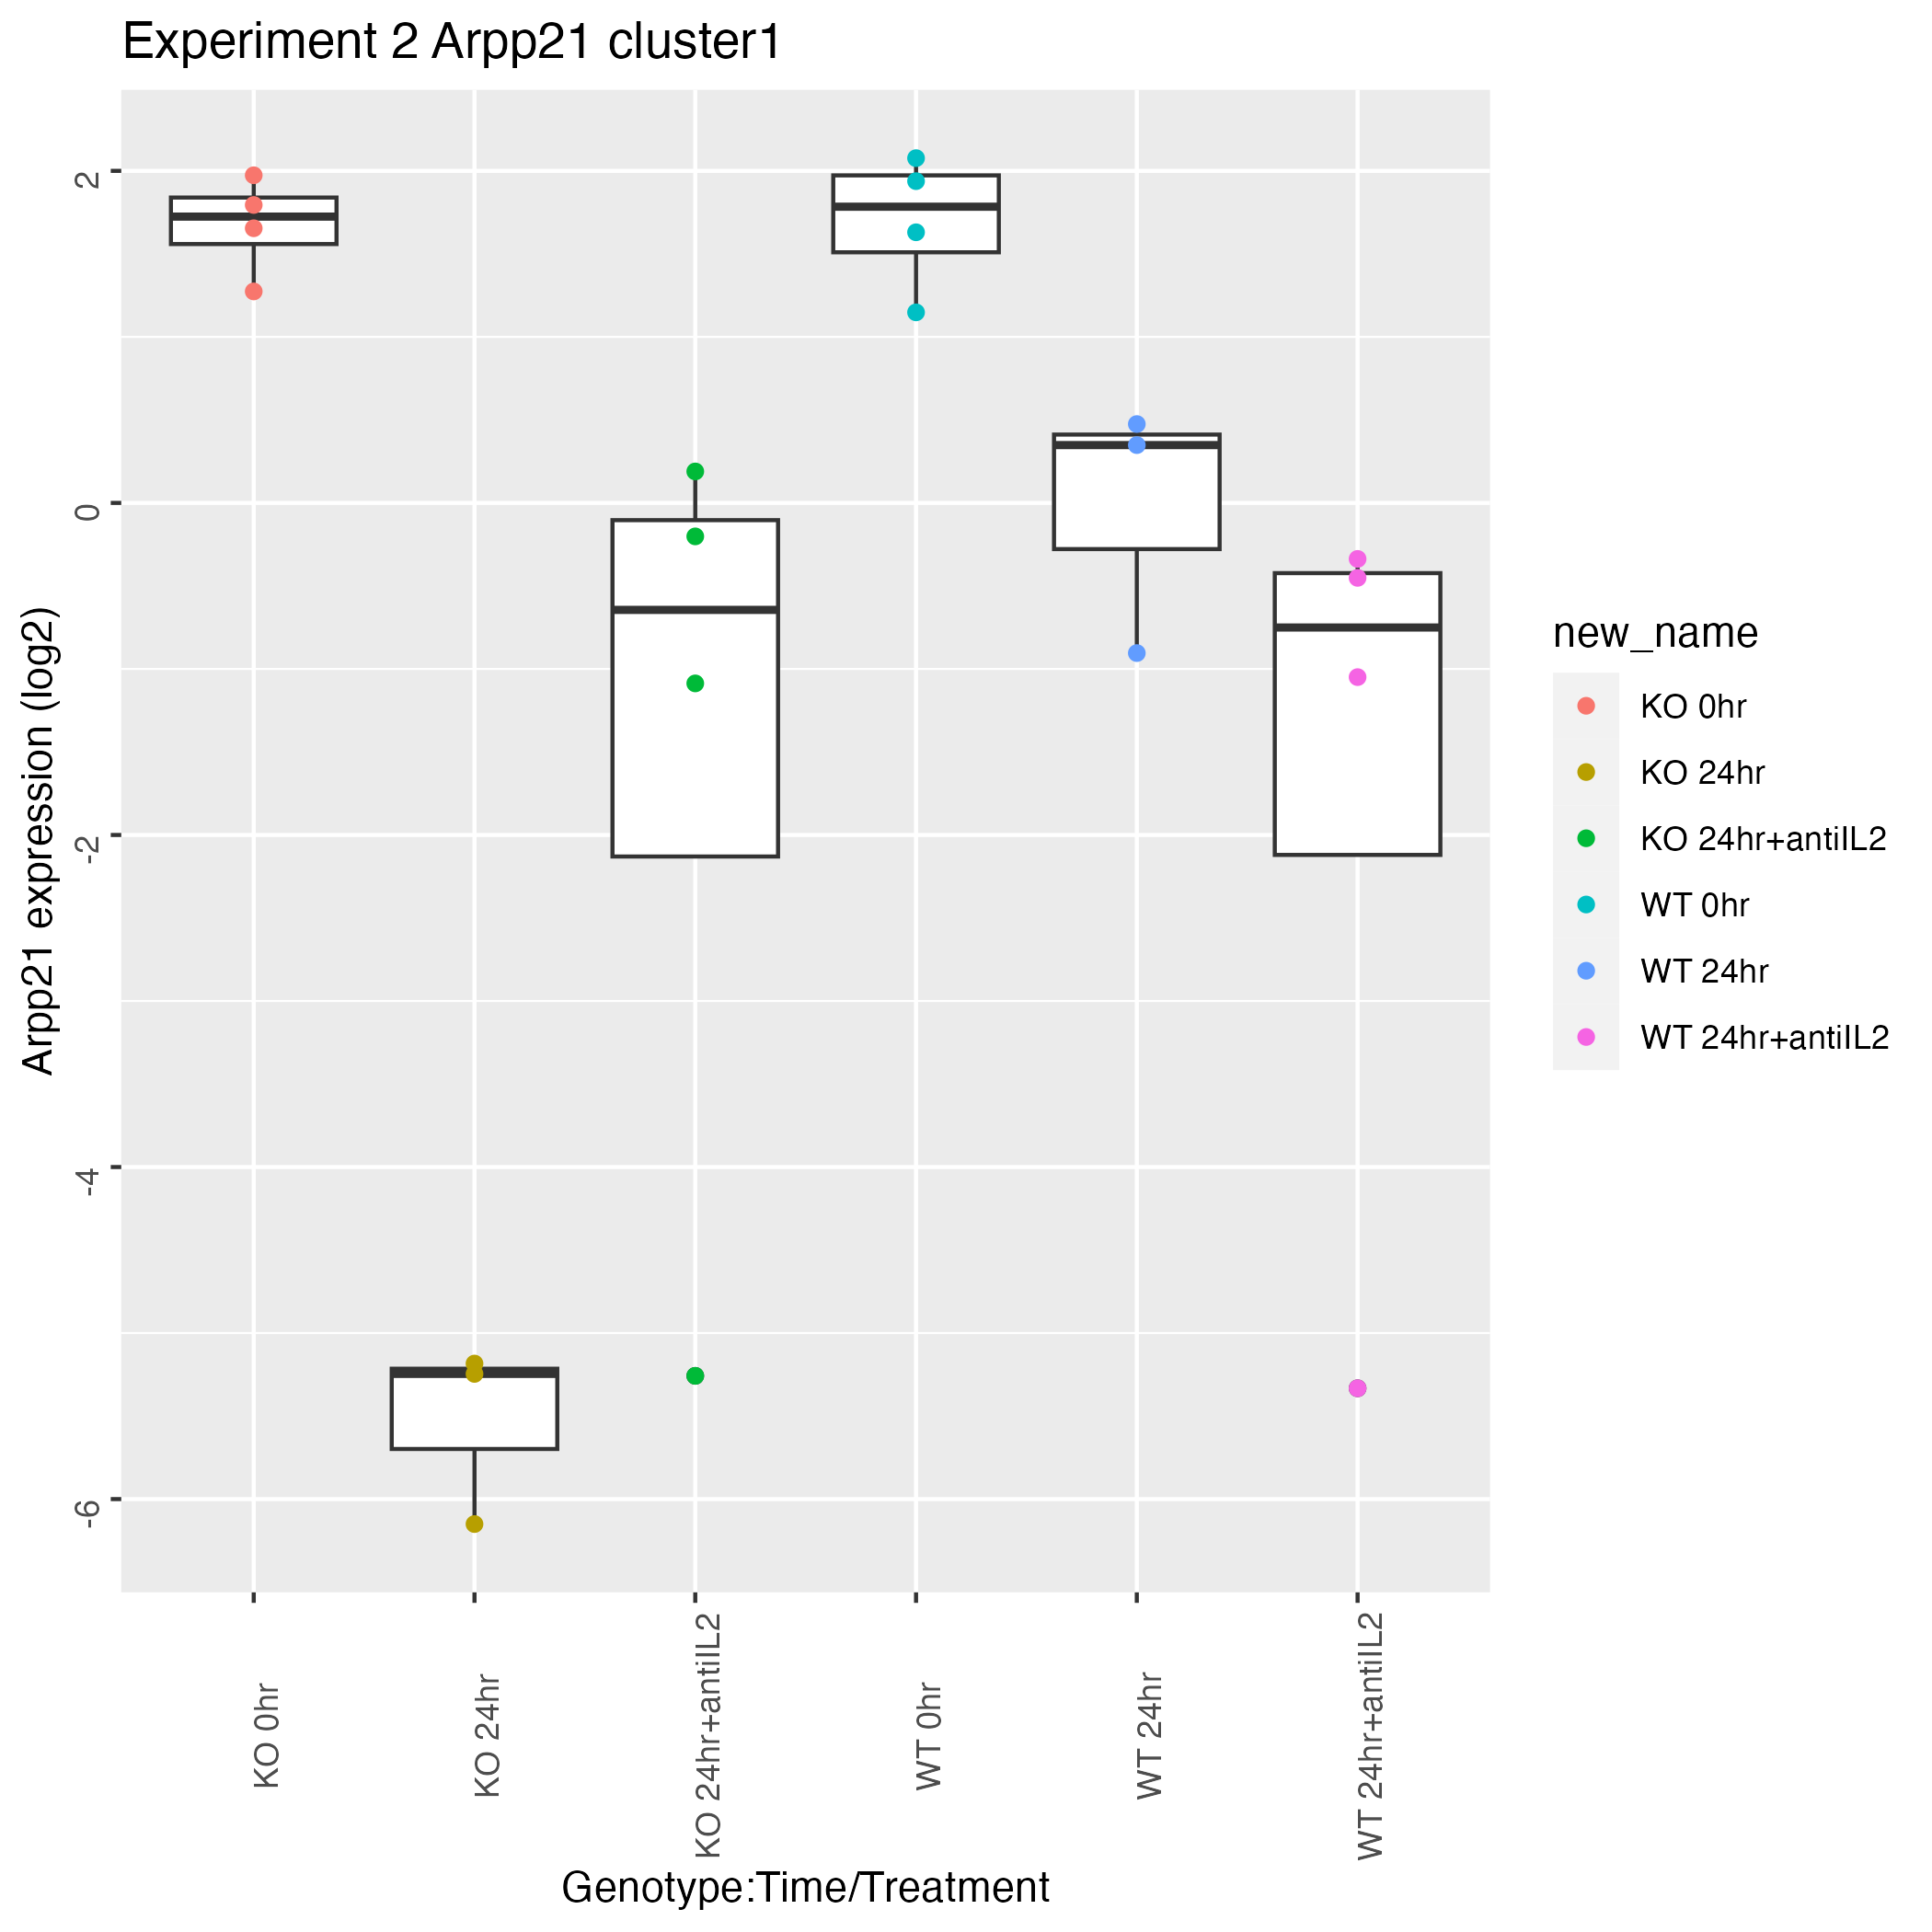 Experiment 2 Arpp21 cluster1
Arpp21 expression (log2)
2
0
-2
-4
-6
KO 0hr
KO 24hr
KO 24hr+antiIL2
WT 0hr
WT 24hr
WT 24hr+antiIL2
Genotype:Time/Treatment
new_name
KO 0hr
KO 24hr
KO 24hr+antiIL2
WT 0hr
WT 24hr
WT 24hr+antiIL2